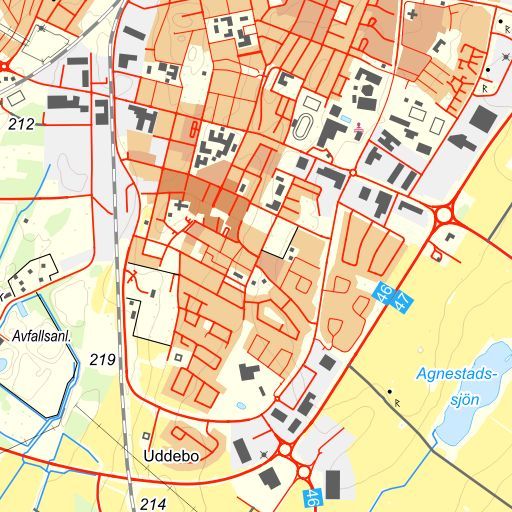 212
46
47
Avfallsanl.
219
Agnestads-
sjön
Uddebo
46
214
R
R
R
R